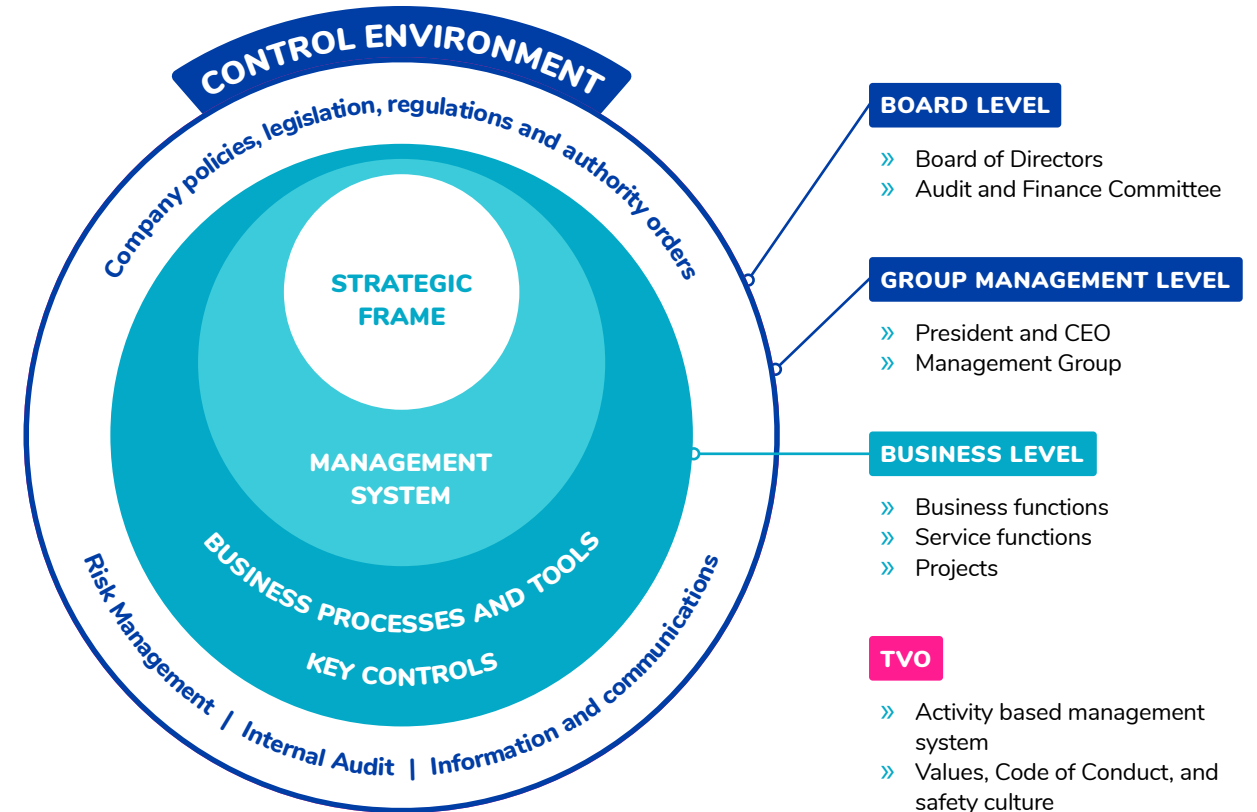 CONTROL ENVIRONMENT
Company policies, legislation, regulations and authority orders
STRATEGIC
FRAME
MANAGEMENT
SYSTEM
BUSINESS PROCESSES AND TOOLS
KEY CONTROLS
Risk Management | Internal Audit | Information and communications
BOARD LEVEL
» Board of Directors
» Audit and Finance Committee
GROUP MANAGEMENT LEVEL
» President and CEO
» Management Group
BUSINESS LEVEL
» Business functions
» Service functions
» Projects
TVO
» Activity based management
system
» Values, Code of Conduct, and
safety culture